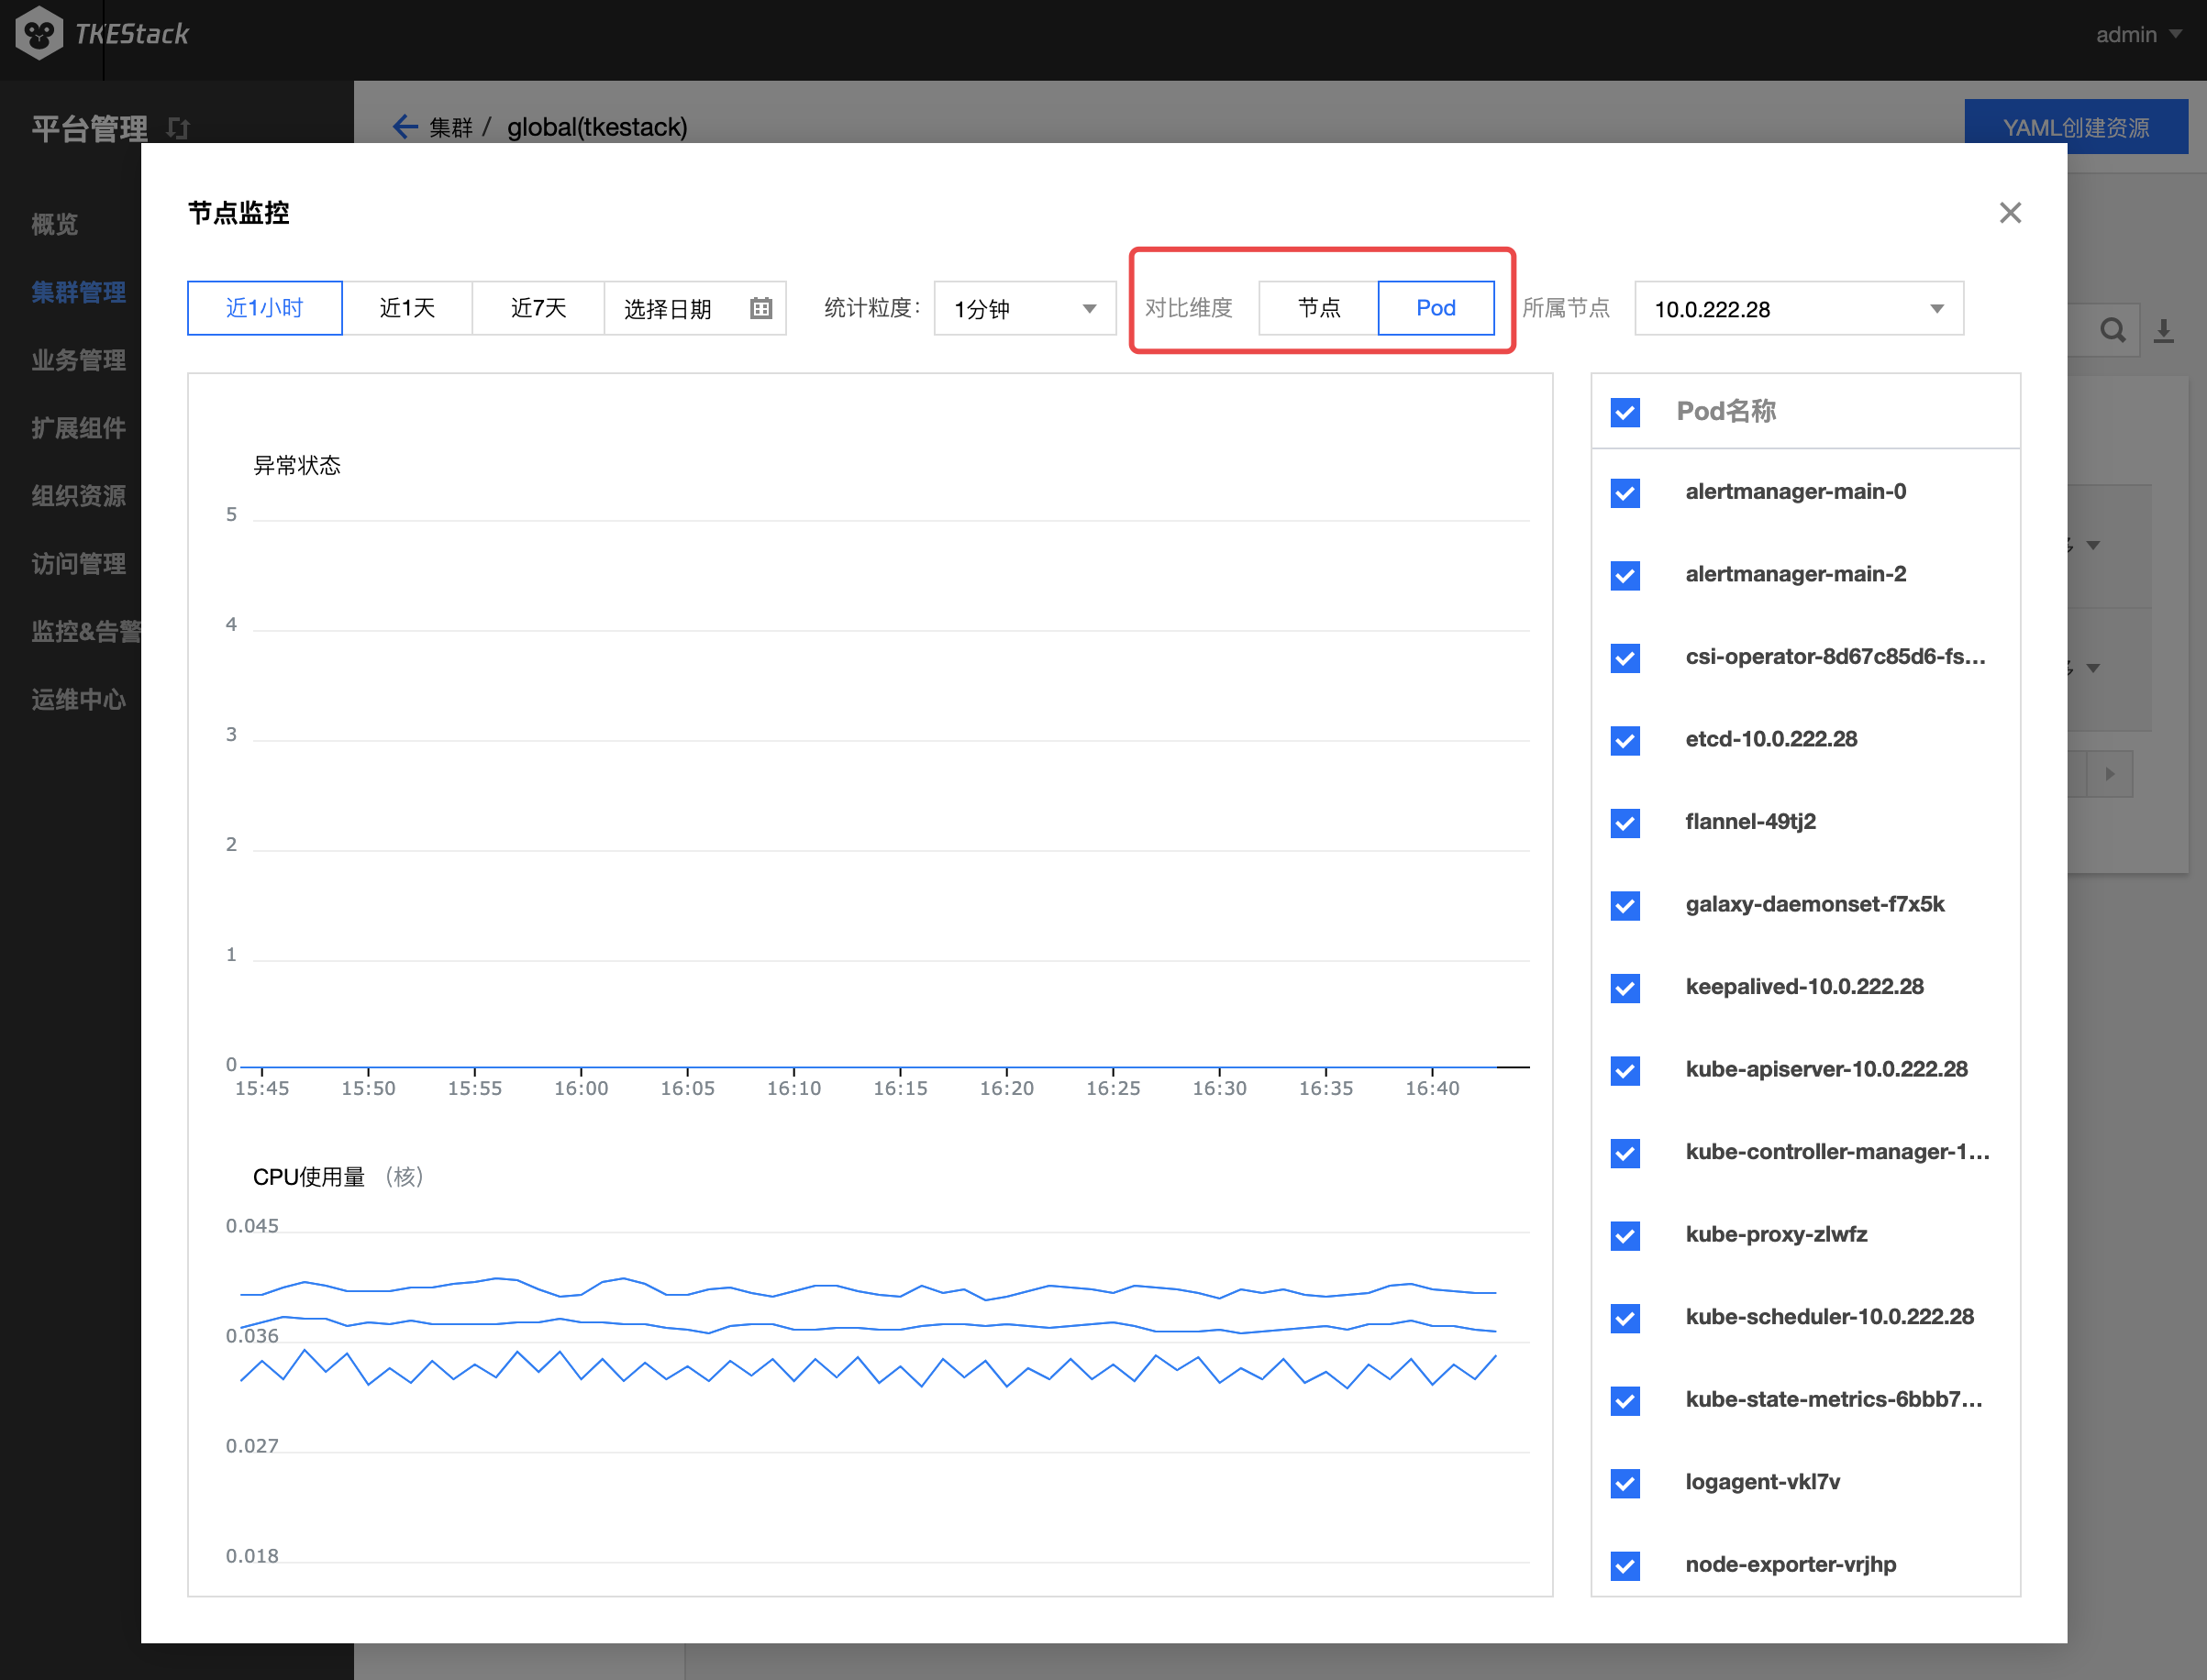 TKEStack
admin
平台管理
集群 / global(tkestack)
YAML创建资源
概览
集群管理
业务管理
扩展组件
组织资源
访问管理
监控&告警
运维中心
节点监控
近1小时 近1天 近7天 选择日期 统计粒度: 1分钟 对比维度 节点 Pod 所属节点 10.0.222.28
异常状态
5
4
3
2
1
0
15:45 15:50 15:55 16:00 16:05 16:10 16:15 16:20 16:25 16:30 16:35 16:40
CPU使用量 (核)
0.045
0.036
0.027
0.018
Pod名称
alertmanager-main-0
alertmanager-main-2
csi-operator-8d67c85d6-fs...
etcd-10.0.222.28
flannel-49tj2
galaxy-daemonset-f7x5k
keepalived-10.0.222.28
kube-apiserver-10.0.222.28
kube-controller-manager-1...
kube-proxy-zlwfz
kube-scheduler-10.0.222.28
kube-state-metrics-6bbb7...
logagent-vkl7v
node-exporter-vrjhp